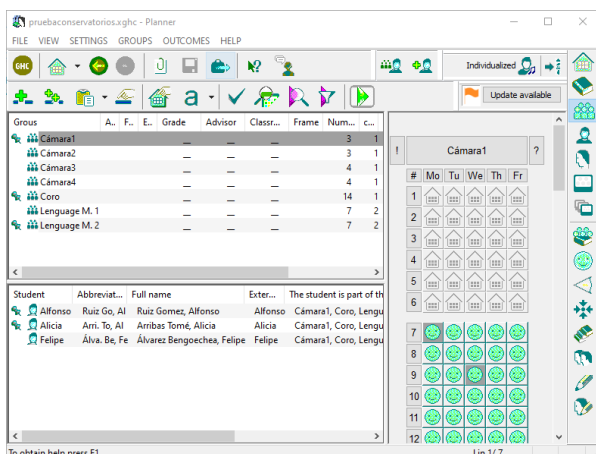 pruebaconservatorios.xghc - Planner
FILE VIEW SETTINGS GROUPS OUTCOMES HELP
GHC
Individualized
a
Update available
Grous A.. F.. E.. Grade Advisor Classr... Frame Num... c...
Cámara1 _ _ _ 3 1
Cámara2 _ _ _ 3 1
Cámara3 _ _ _ 4 1
Cámara4 _ _ _ 4 1
Coro _ _ _ 14 1
Lenguage M. 1 _ _ _ 7 2
Lenguage M. 2 _ _ _ 7 2
Student Abbreviat... Full name Exter... The student is part of th
Alfonso Ruiz Go, Al Ruiz Gomez, Alfonso Alfonso Cámara1, Coro, Lengu
Alicia Arri. To, Al Arribas Tomé, Alicia Alicia Cámara1, Coro, Lengu
Felipe Álva. Be, Fe Álvarez Bengoechea, Felipe Felipe Cámara1, Coro, Lengu
! Cámara1 ?
# Mo Tu We Th Fr
1
2
3
4
5
6
7
8
9
10
11
12
To obtain help press F1
Lin 1/ 7